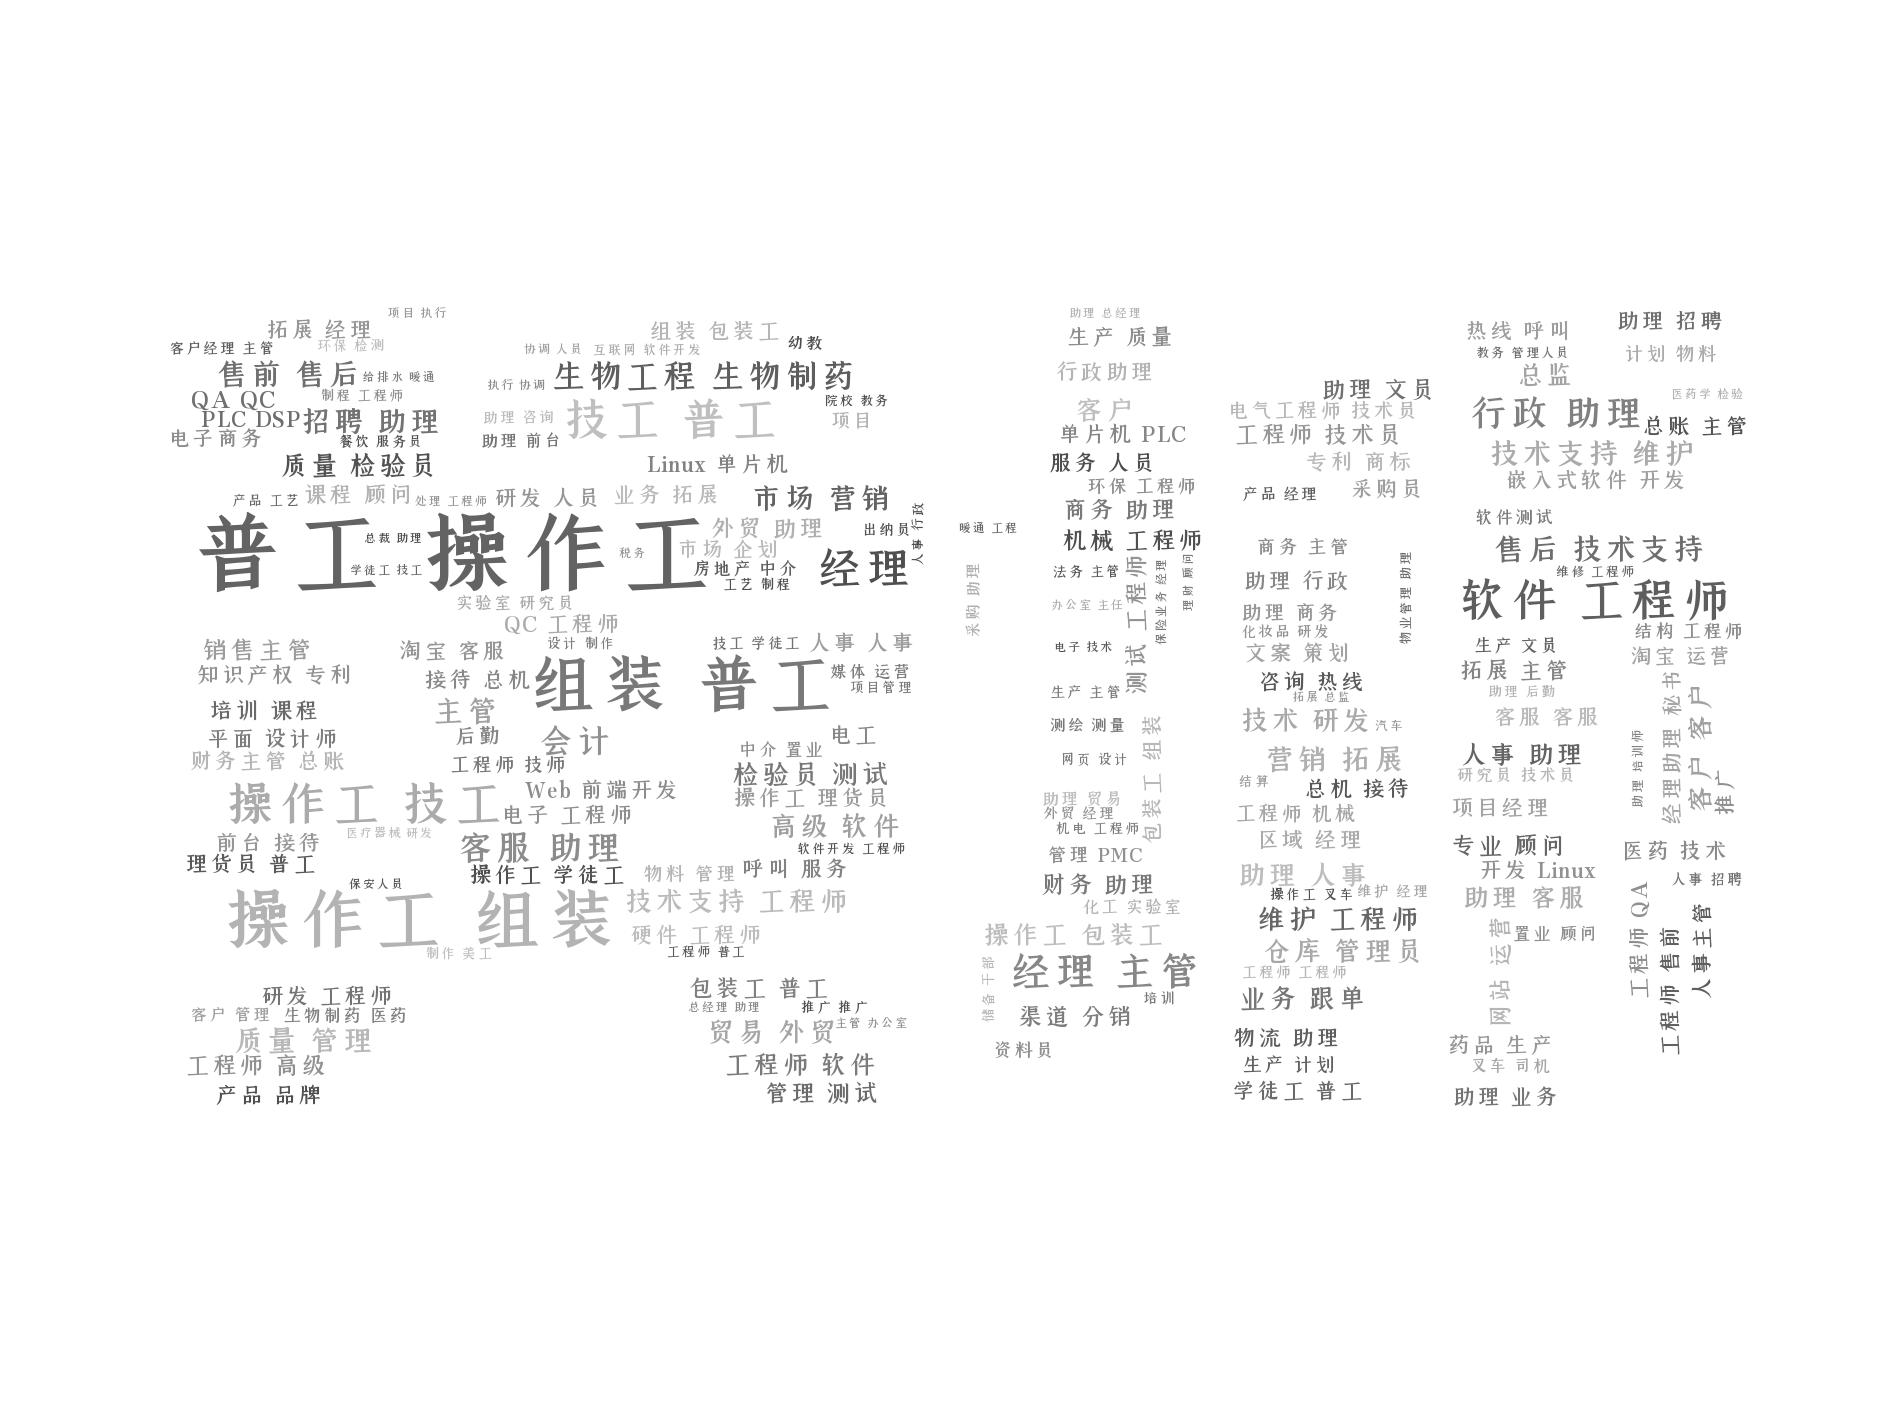 项目 执行
拓展 经理
客户经理 主管
环保 检测
售前 售后
给排水 暖通
QA QC
制程 工程师
PLC DSP
招聘 助理
电子商务
餐饮 服务员
质量 检验员
组装 包装工
幼教
协调 人员
互联网 软件开发
执行 协调
生物工程 生物制药
院校 教务
助理 咨询
技工 普工
项目
助理 前台
Linux 单片机
产品 工艺
课程 顾问
处理 工程师
研发 人员
业务 拓展
市场 营销
普工 操作工
总裁 助理
学徒工 技工
税务
外贸 助理
出纳员
人事 行政
市场 企划
房地产 中介
经理
工艺 制程
实验室 研究员
QC 工程师
销售主管
淘宝 客服
设计 制作
技工 学徒工
人事 人事
知识产权 专利
接待 总机
组装 普工
媒体 运营
项目管理
培训 课程
主管
平面 设计师
后勤
会计
电工
财务主管 总账
工程师 技师
中介 置业
检验员 测试
操作工 技工
Web 前端开发
操作工 理货员
电子 工程师
高级 软件
前台 接待
医疗器械 研发
客服 助理
软件开发 工程师
理货员 普工
操作工 学徒工
物料 管理
呼叫 服务
保安人员
操作工 组装
技术支持 工程师
硬件 工程师
制作 美工
工程师 普工
研发 工程师
包装工 普工
客户 管理
生物制药 医药
总经理 助理
推广 推广
质量 管理
贸易 外贸
主管 办公室
工程师 高级
工程师 软件
产品 品牌
管理 测试
助理 总经理
生产 质量
行政助理
客户
单片机 PLC
服务 人员
环保 工程师
商务 助理
暖通 工程
机械 工程师
采购 助理
法务 主管
测试 工程师
保险业务 经理
理财 顾问
办公室 主任
电子 技术
生产 主管
测绘 测量
网页 设计
包装工 组装
助理 贸易
外贸 经理
机电 工程师
管理 PMC
财务 助理
化工 实验室
操作工 包装工
储备 干部
经理 主管
培训
渠道 分销
资料员
助理 文员
电气工程师 技术员
工程师 技术员
专利 商标
产品 经理
采购员
商务 主管
物业管理 助理
助理 行政
助理 商务
化妆品 研发
文案 策划
咨询 热线
拓展 总监
技术 研发
汽车
营销 拓展
结算
总机 接待
工程师 机械
区域 经理
助理 人事
操作工 叉车
维护 经理
维护 工程师
仓库 管理员
工程师 工程师
业务 跟单
物流 助理
生产 计划
学徒工 普工
热线 呼叫
助理 招聘
教务 管理人员
计划 物料
总监
医药学 检验
行政 助理
总账 主管
技术支持 维护
嵌入式软件 开发
软件测试
售后 技术支持
维修 工程师
软件 工程师
结构 工程师
生产 文员
淘宝 运营
拓展 主管
助理 后勤
经理助理 秘书
客户 客户
客服 客服
助理 培训师
人事 助理
研究员 技术员
推广
项目经理
专业 顾问
医药 技术
开发 Linux
人事 招聘
助理 客服
工程师 QA
网站 运营
置业 顾问
工程师 售前
人事主管
药品 生产
叉车 司机
助理 业务